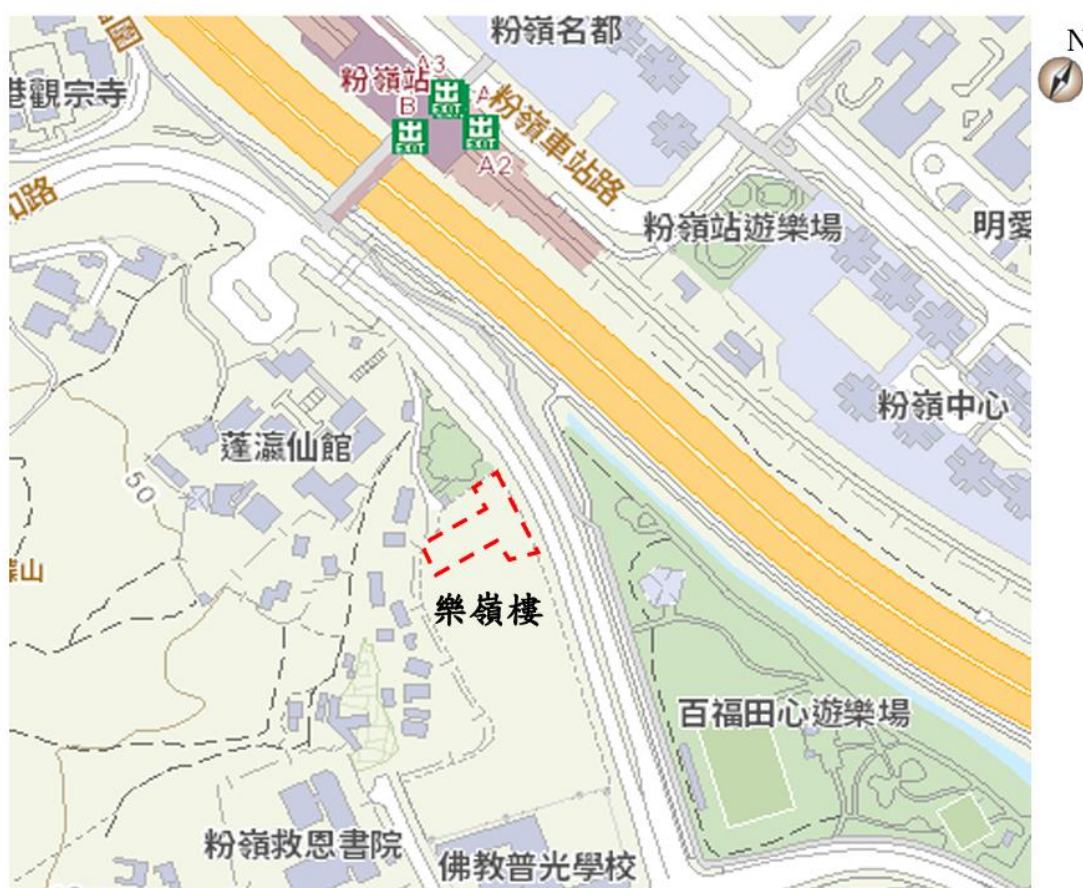 園
粉嶺名都
N
港觀宗寺
粉嶺站
A3
A
B
出
EXIT
出
EXIT
出
EXIT
A2
粉嶺車站路
和路
粉嶺站遊樂場
明愛
粉嶺中心
蓬瀛仙館
50
山
樂嶺樓
百福田心遊樂場
粉嶺救恩書院
佛教普光學校